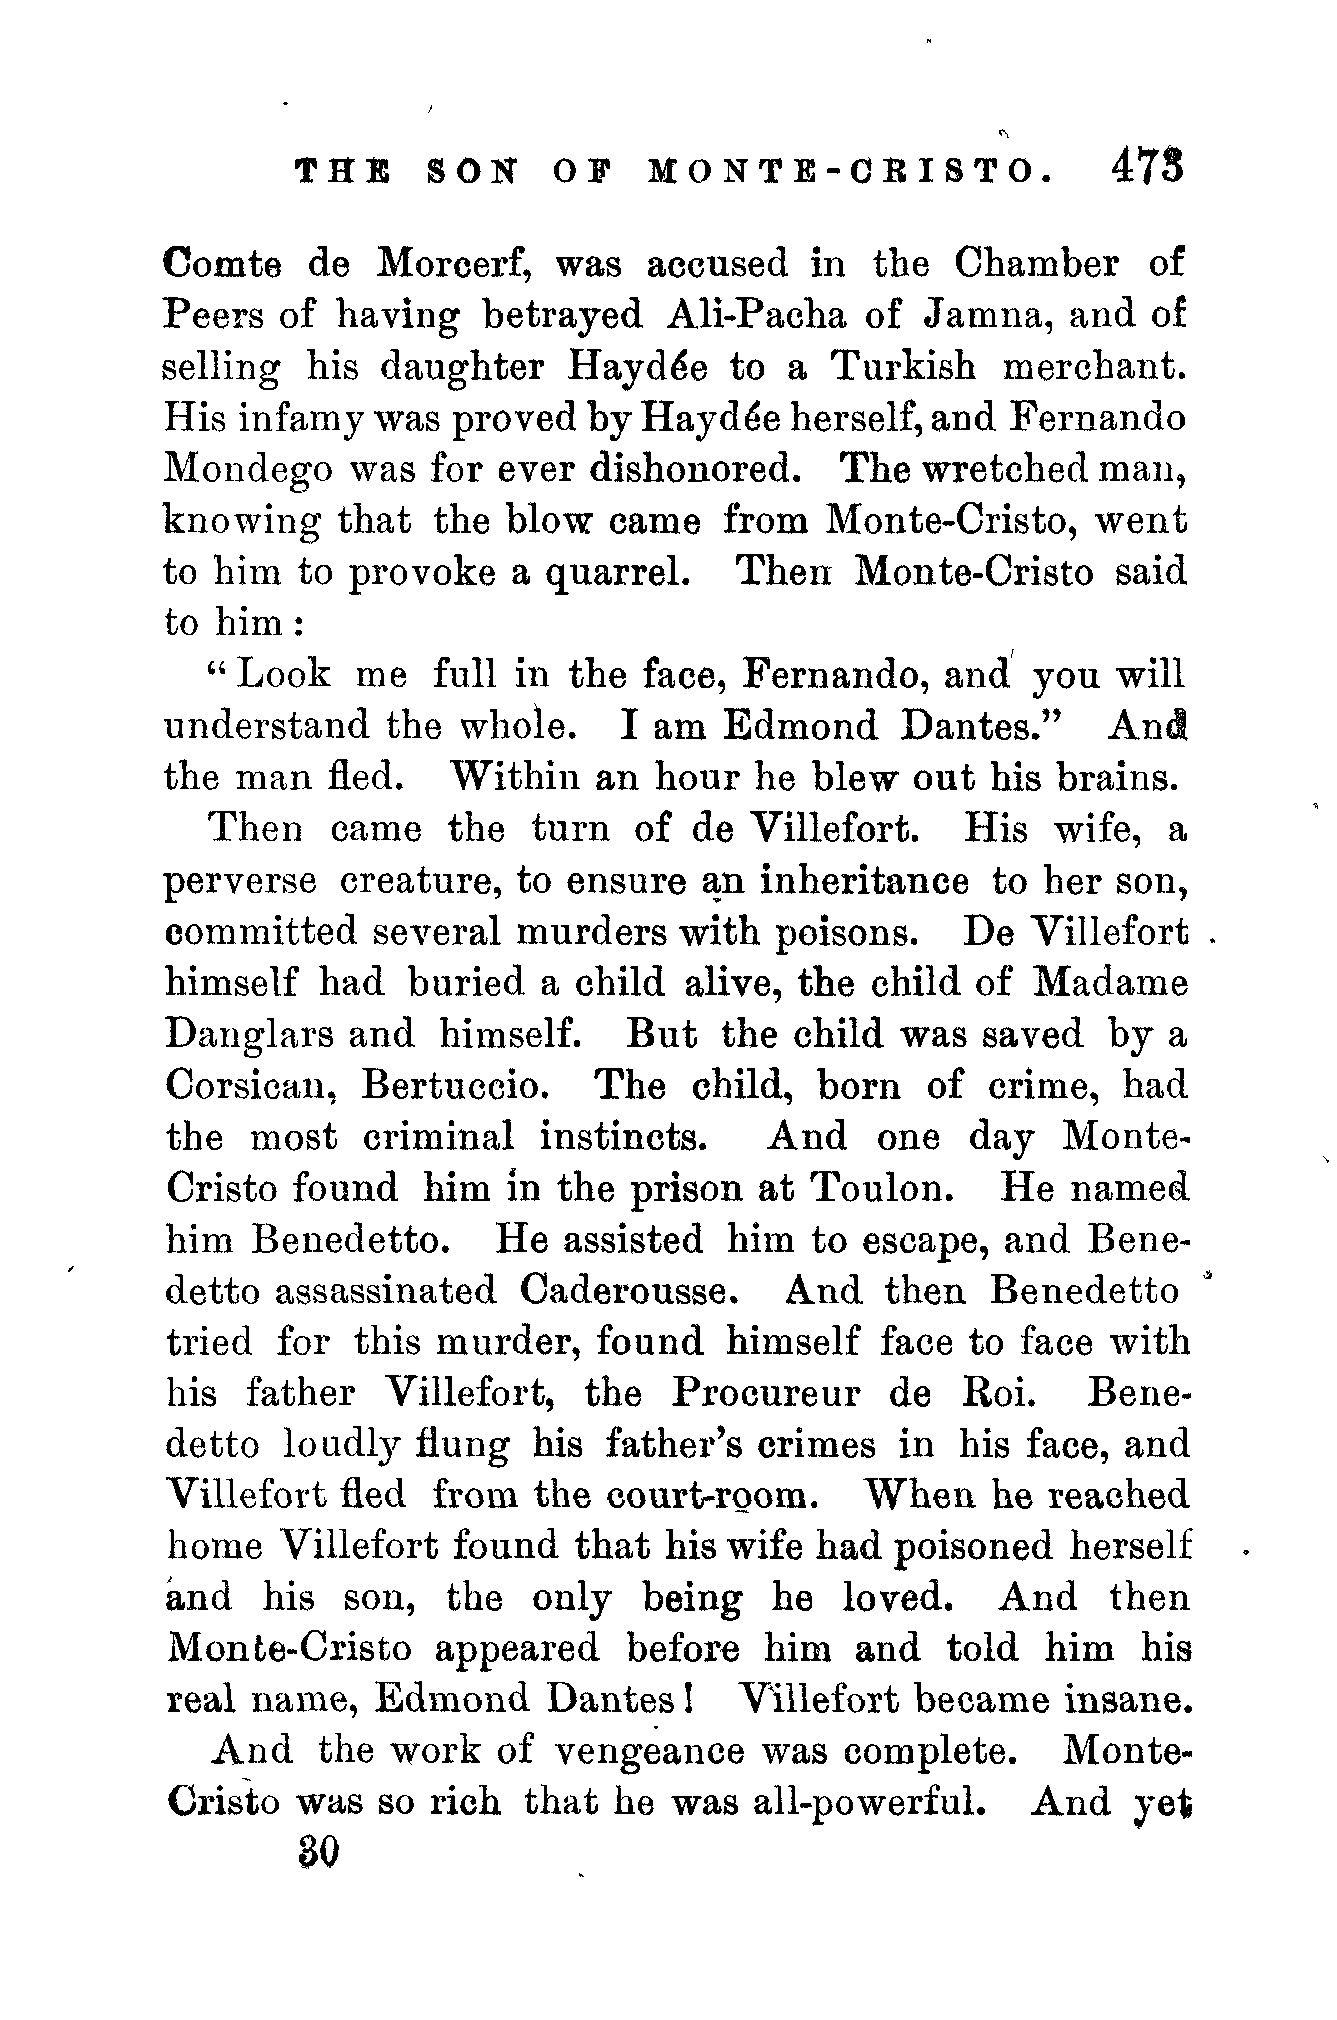 THE SON OF MONTE-CRISTO. 473
Comte de Morcerf, was accused in the Chamber of
Peers of having betrayed Ali-Pacha of Jamna, and of
selling his daughter Haydée to a Turkish merchant.
His infamy was proved by Haydée herself, and Fernando
Mondego was for ever dishonored. The wretched man,
knowing that the blow came from Monte-Cristo, went
to him to provoke a quarrel. Then Monte-Cristo said
to him :
“ Look me full in the face, Fernando, and you will
understand the whole. I am Edmond Dantes.” And
the man fled. Within an hour he blew out his brains.
Then came the turn of de Villefort. His wife, a
perverse creature, to ensure an inheritance to her son,
committed several murders with poisons. De Villefort
himself had buried a child alive, the child of Madame
Danglars and himself. But the child was saved by a
Corsican, Bertuccio. The child, born of crime, had
the most criminal instincts. And one day Monte-
Cristo found him in the prison at Toulon. He named
him Benedetto. He assisted him to escape, and Bene-
detto assassinated Caderousse. And then Benedetto
tried for this murder, found himself face to face with
his father Villefort, the Procureur de Roi. Bene-
detto loudly flung his father’s crimes in his face, and
Villefort fled from the court-room. When he reached
home Villefort found that his wife had poisoned herself
and his son, the only being he loved. And then
Monte-Cristo appeared before him and told him his
real name, Edmond Dantes ! Villefort became insane.
And the work of vengeance was complete. Monte-
Cristo was so rich that he was all-powerful. And yet
30